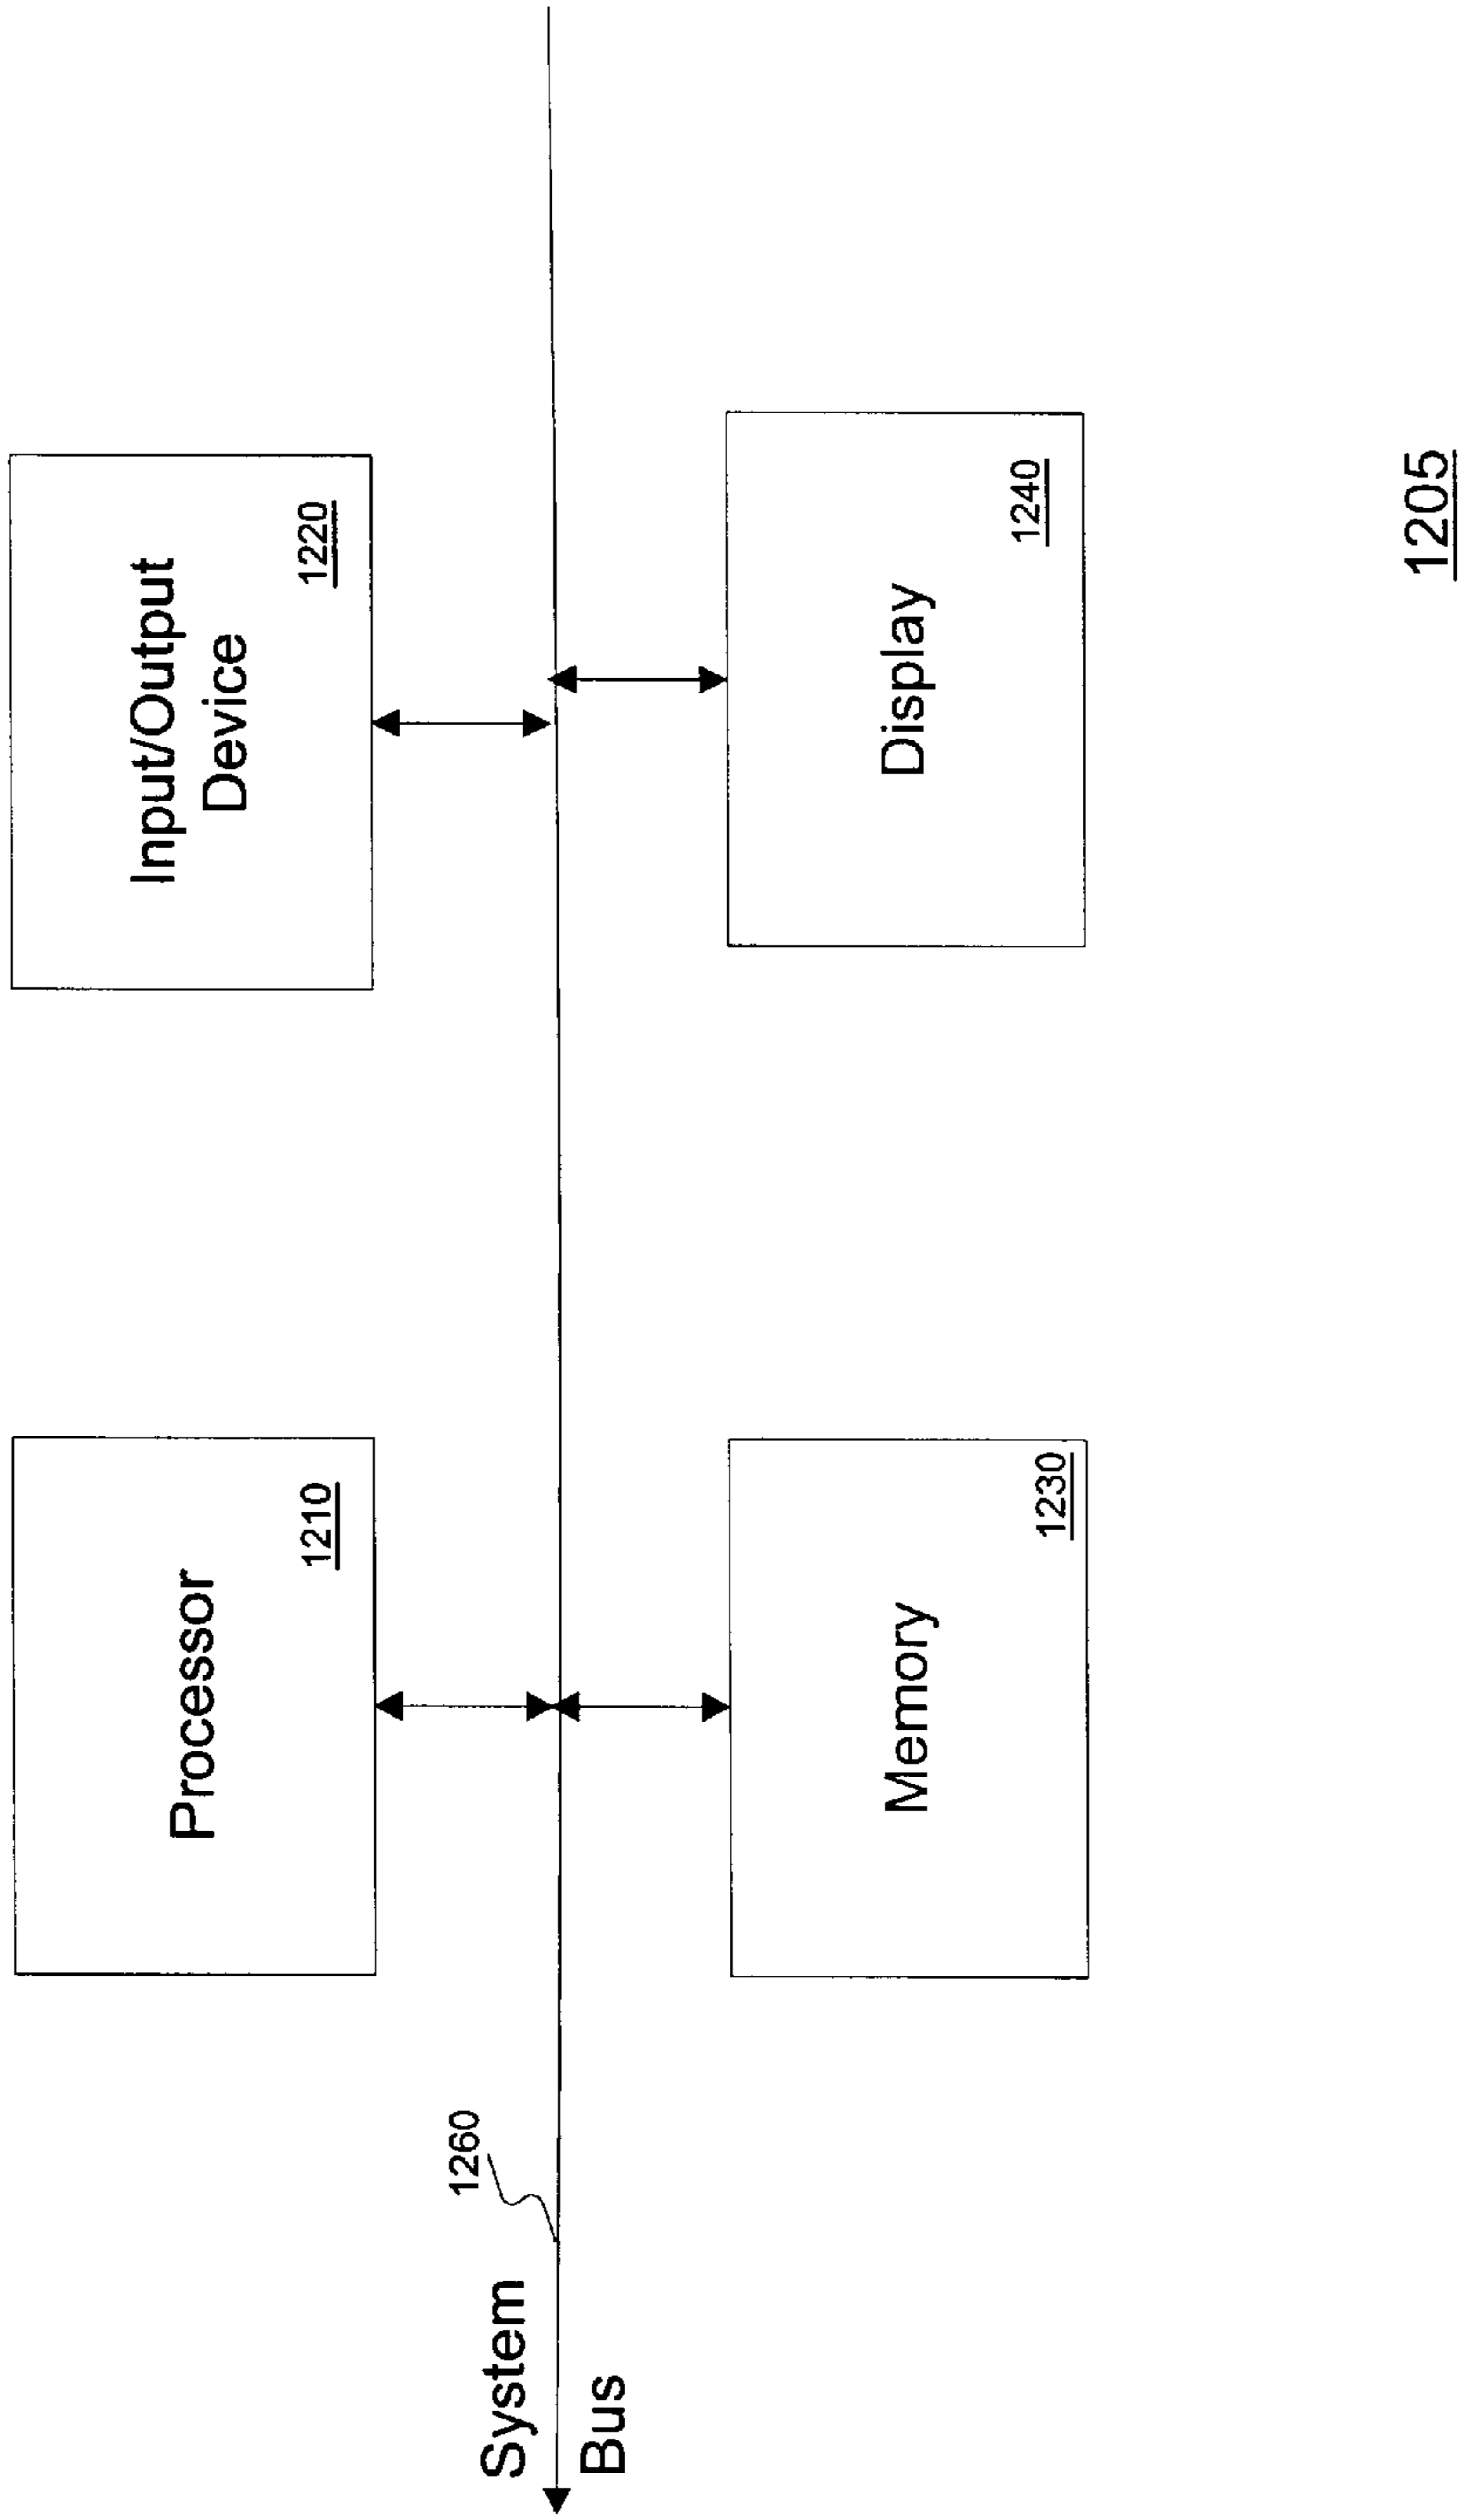 Processor
1210
Input/Output
Device
1220
1260
System
Bus
Memory
1230
Display
1240
1205